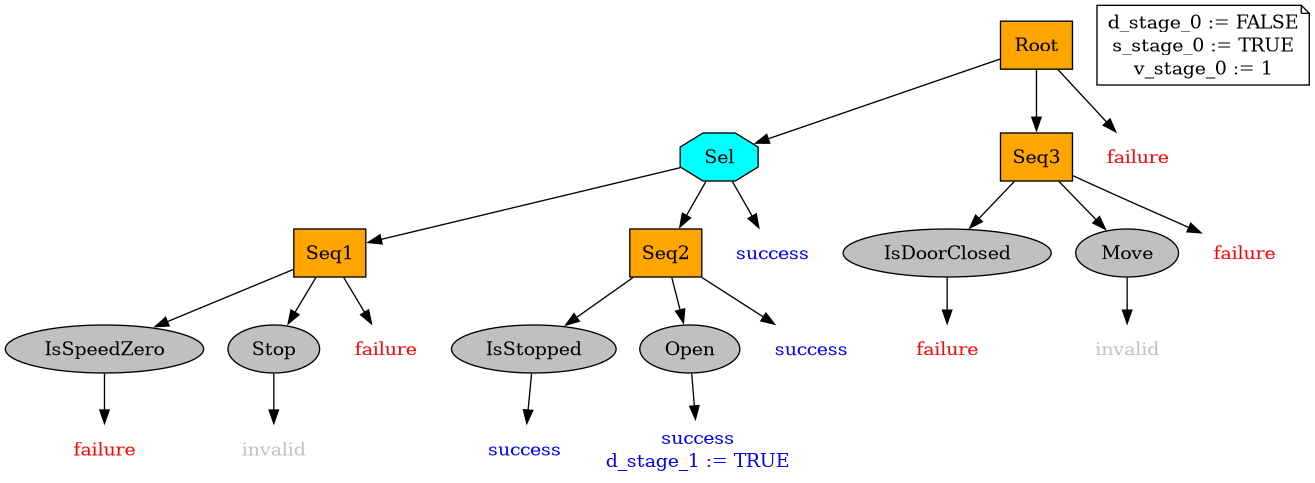 d_stage_0 := FALSE
s_stage_0 := TRUE
v_stage_0 := 1
Root
Sel
Seq3
failure
Seq1
Seq2
success
IsDoorClosed
Move
failure
IsSpeedZero
Stop
failure
IsStopped
Open
success
failure
invalid
failure
invalid
success
success
d_stage_1 := TRUE